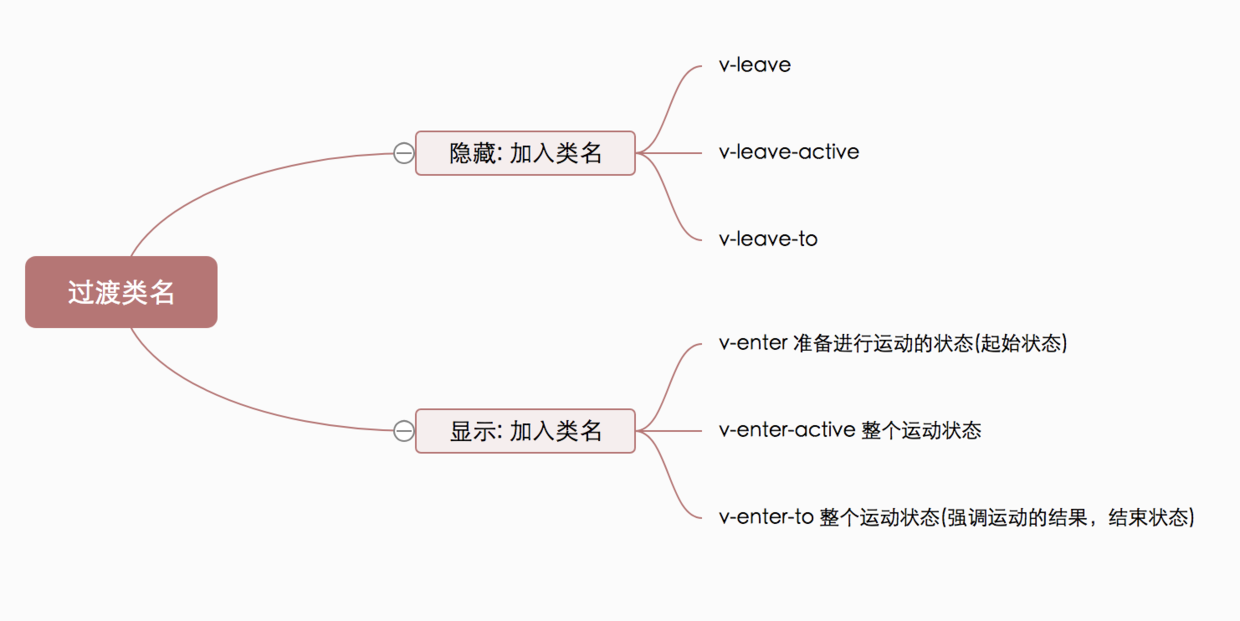 过渡类名
隐藏: 加入类名
v-leave
v-leave-active
v-leave-to
显示: 加入类名
v-enter 准备进行运动的状态(起始状态)
v-enter-active 整个运动状态
v-enter-to 整个运动状态(强调运动的结果，结束状态)